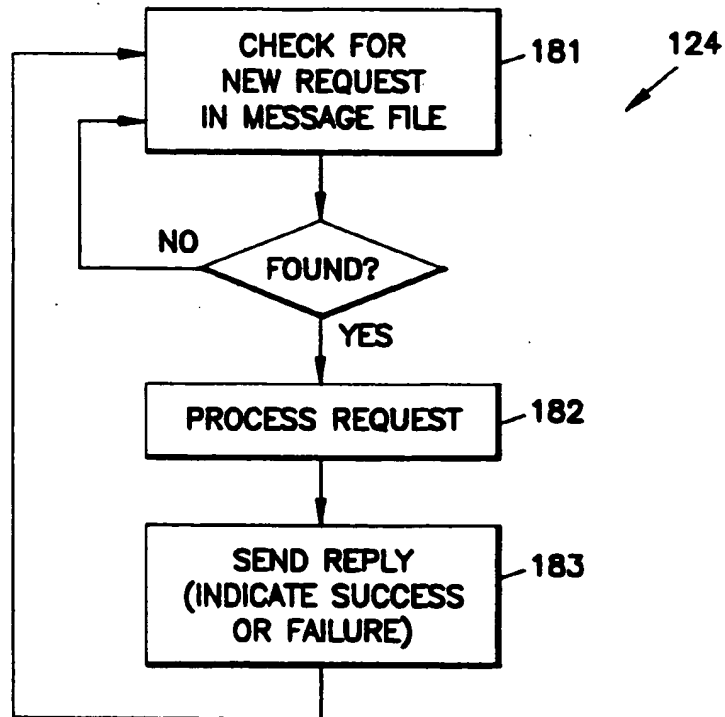 CHECK FOR
NEW REQUEST
IN MESSAGE FILE
181
124
NO
FOUND?
YES
PROCESS REQUEST
182
SEND REPLY
(INDICATE SUCCESS
OR FAILURE)
183